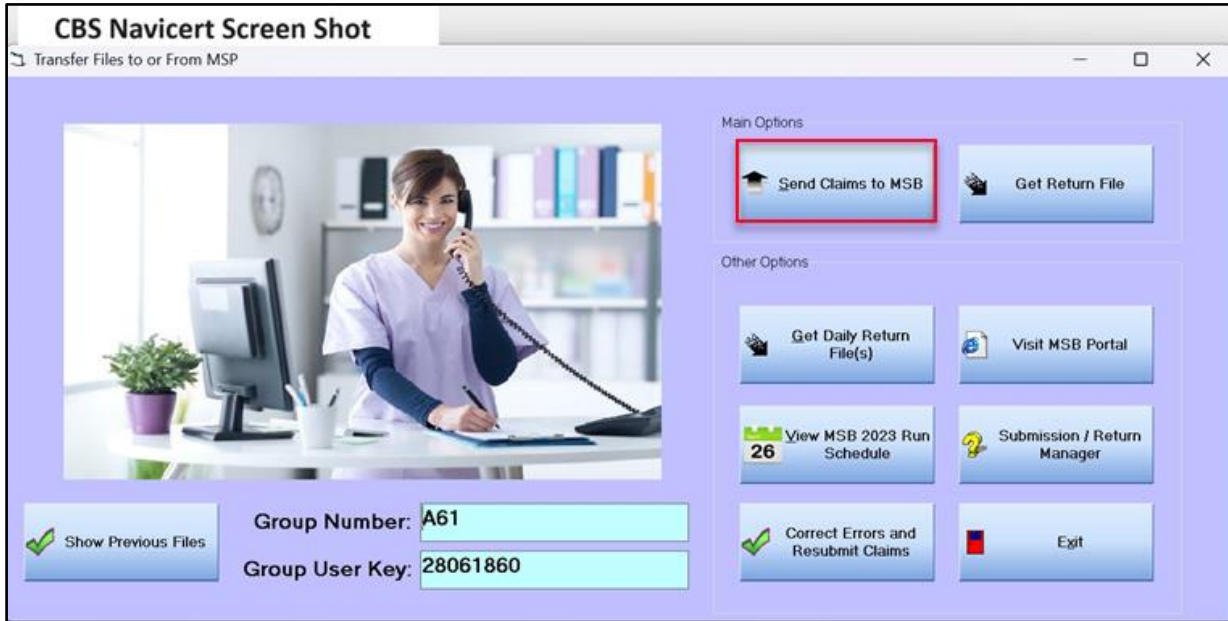 CBS Navicert Screen Shot
Transfer Files to or From MSP
Main Options
Send Claims to MSB
Get Return File
Other Options
Get Daily Return
File(s)
Visit MSB Portal
26
View MSB 2023 Run
Schedule
Submission / Return
Manager
Correct Errors and
Resubmit Claims
Exit
Show Previous Files
Group Number: A61
Group User Key: 28061860